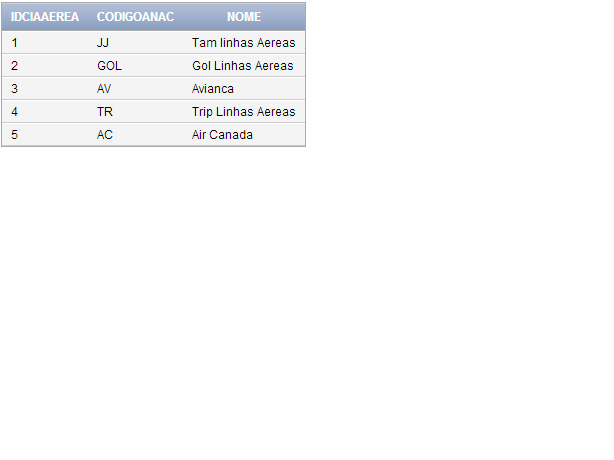 IDCIAAEREA CODIGOANAC NOME
1 JJ Tam linhas Aereas
2 GOL Gol Linhas Aereas
3 AV Avianca
4 TR Trip Linhas Aereas
5 AC Air Canada